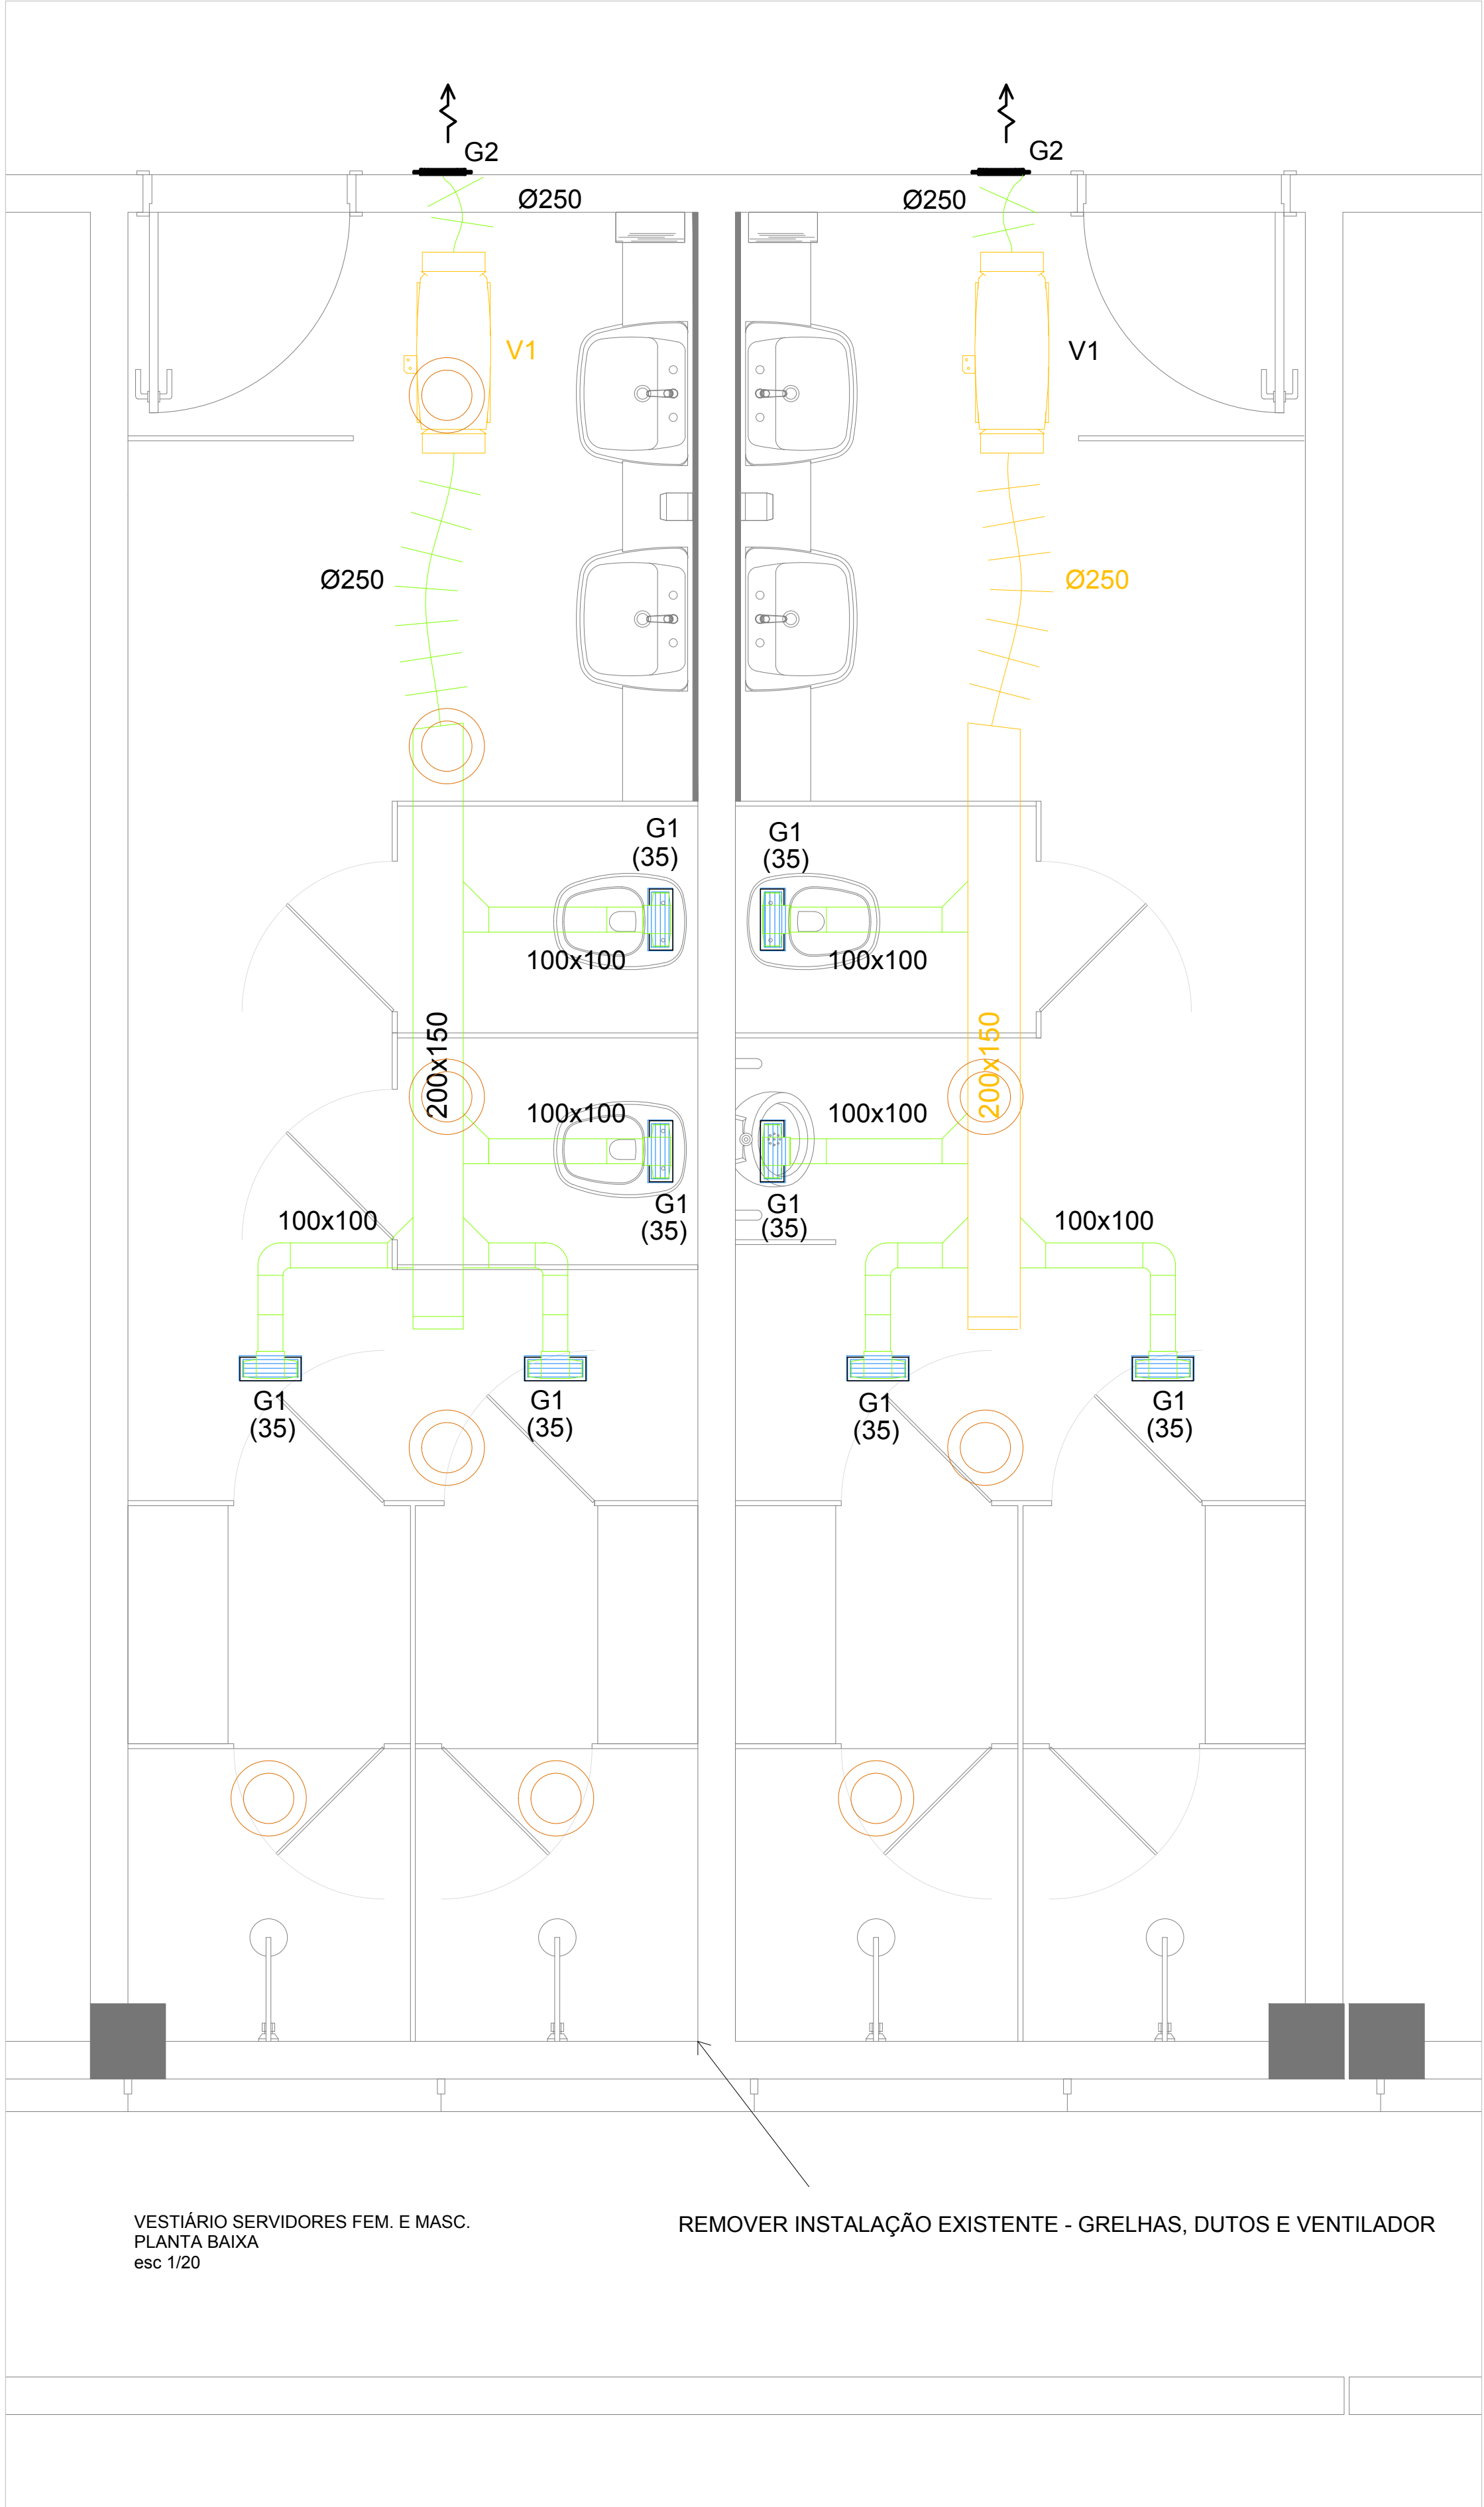 G2
G2
Ø250
Ø250
V1
V1
Ø250
Ø250
G1
(35)
G1
(35)
100x100
100x100
200x150
200x150
100x100
100x100
G1
(35)
G1
(35)
100x100
100x100
G1
(35)
G1
(35)
G1
(35)
G1
(35)
VESTIÁRIO SERVIDORES FEM. E MASC.
PLANTA BAIXA
esc 1/20
REMOVER INSTALAÇÃO EXISTENTE - GRELHAS, DUTOS E VENTILADOR